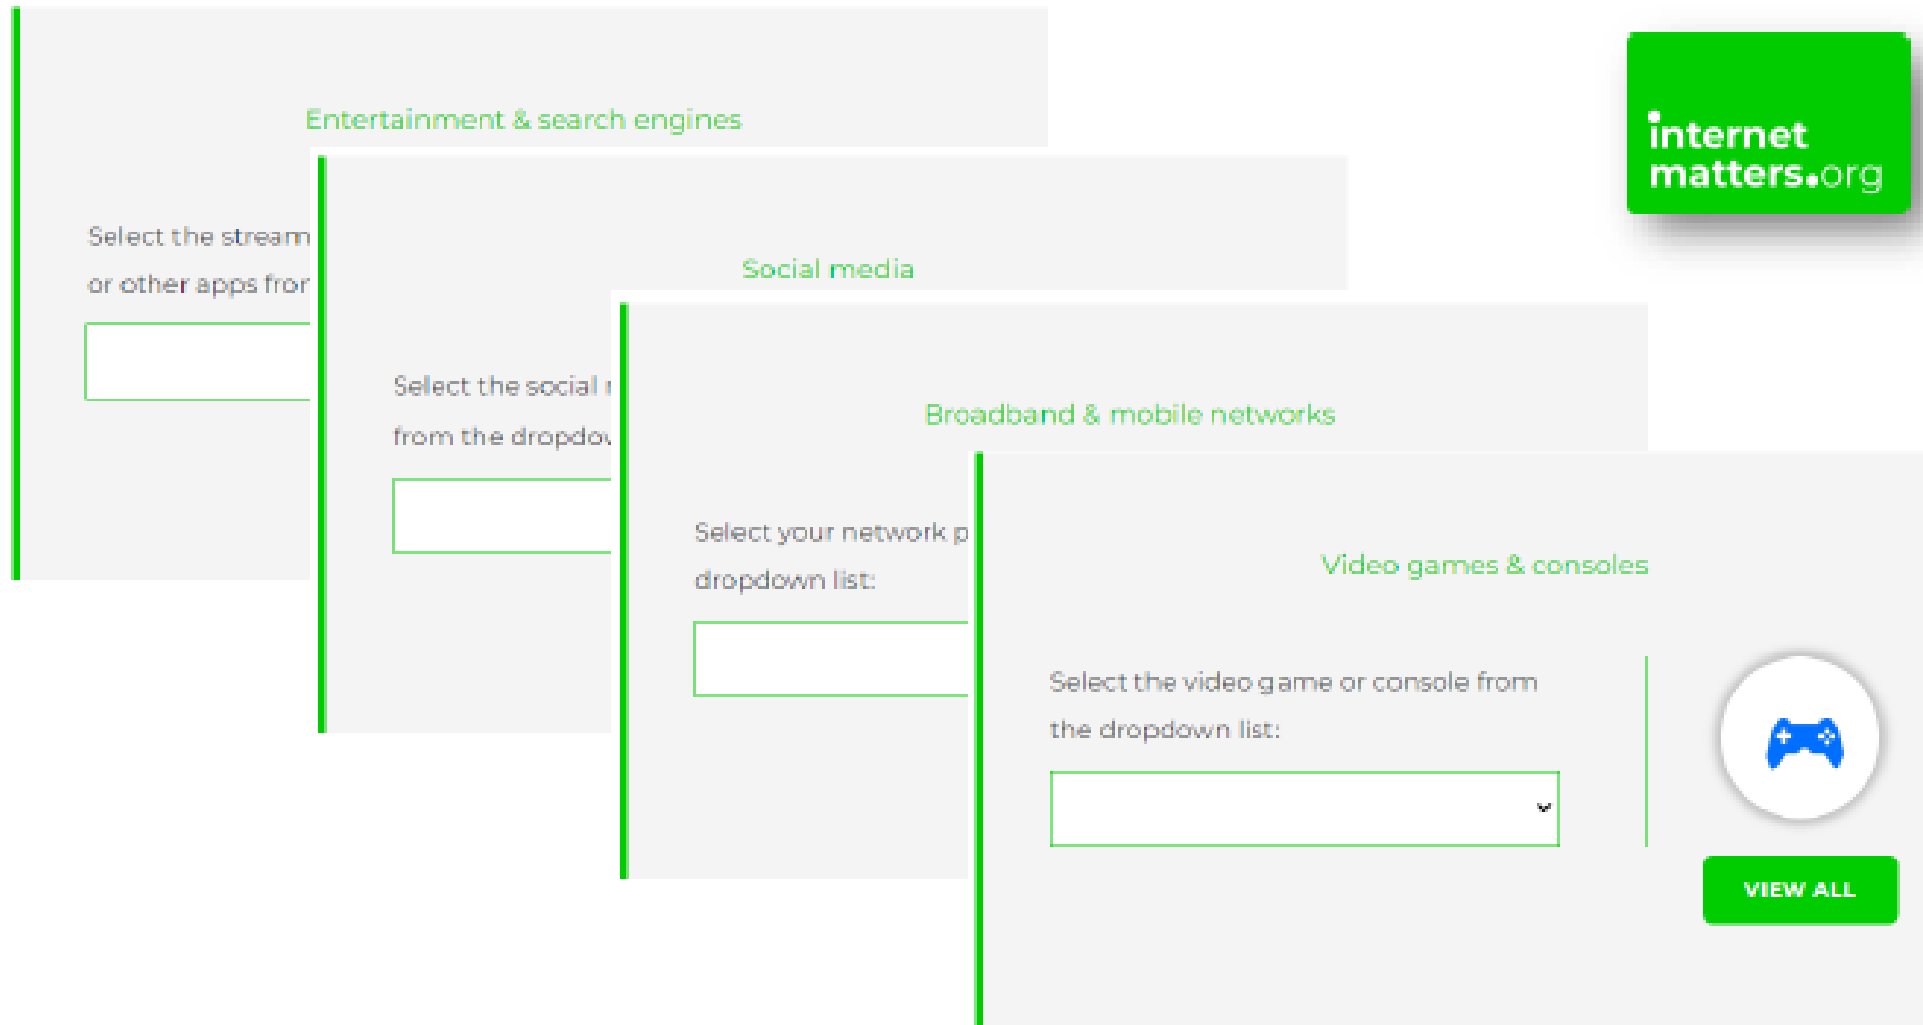 Entertainment & search engines
Select the stream
or other apps fror
Social media
Select the social
from the dropdov
Broadband & mobile networks
Select your network p
dropdown list:
Video games & consoles
Select the video game or console from
the dropdown list:
VIEW ALL
internet
matters.org